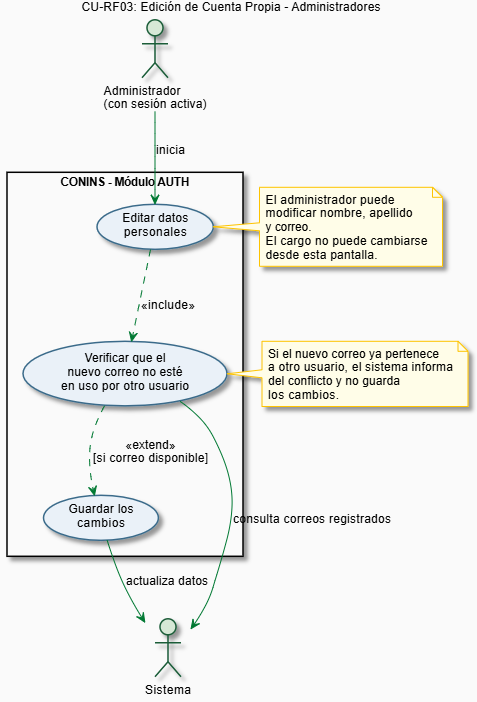 CU-RF03: Edición de Cuenta Propia - Administradores
Administrador
(con sesión activa)
inicia
CONINS - Módulo AUTH
Editar datos
personales
El administrador puede
modificar nombre, apellido
y correo.
El cargo no puede cambiarse
desde esta pantalla.
«include»
Verificar que el
nuevo correo no esté
en uso por otro usuario
Si el nuevo correo ya pertenece
a otro usuario, el sistema informa
del conflicto y no guarda
los cambios.
«extend»
[si correo disponible]
Guardar los
cambios
consulta correos registrados
actualiza datos
Sistema